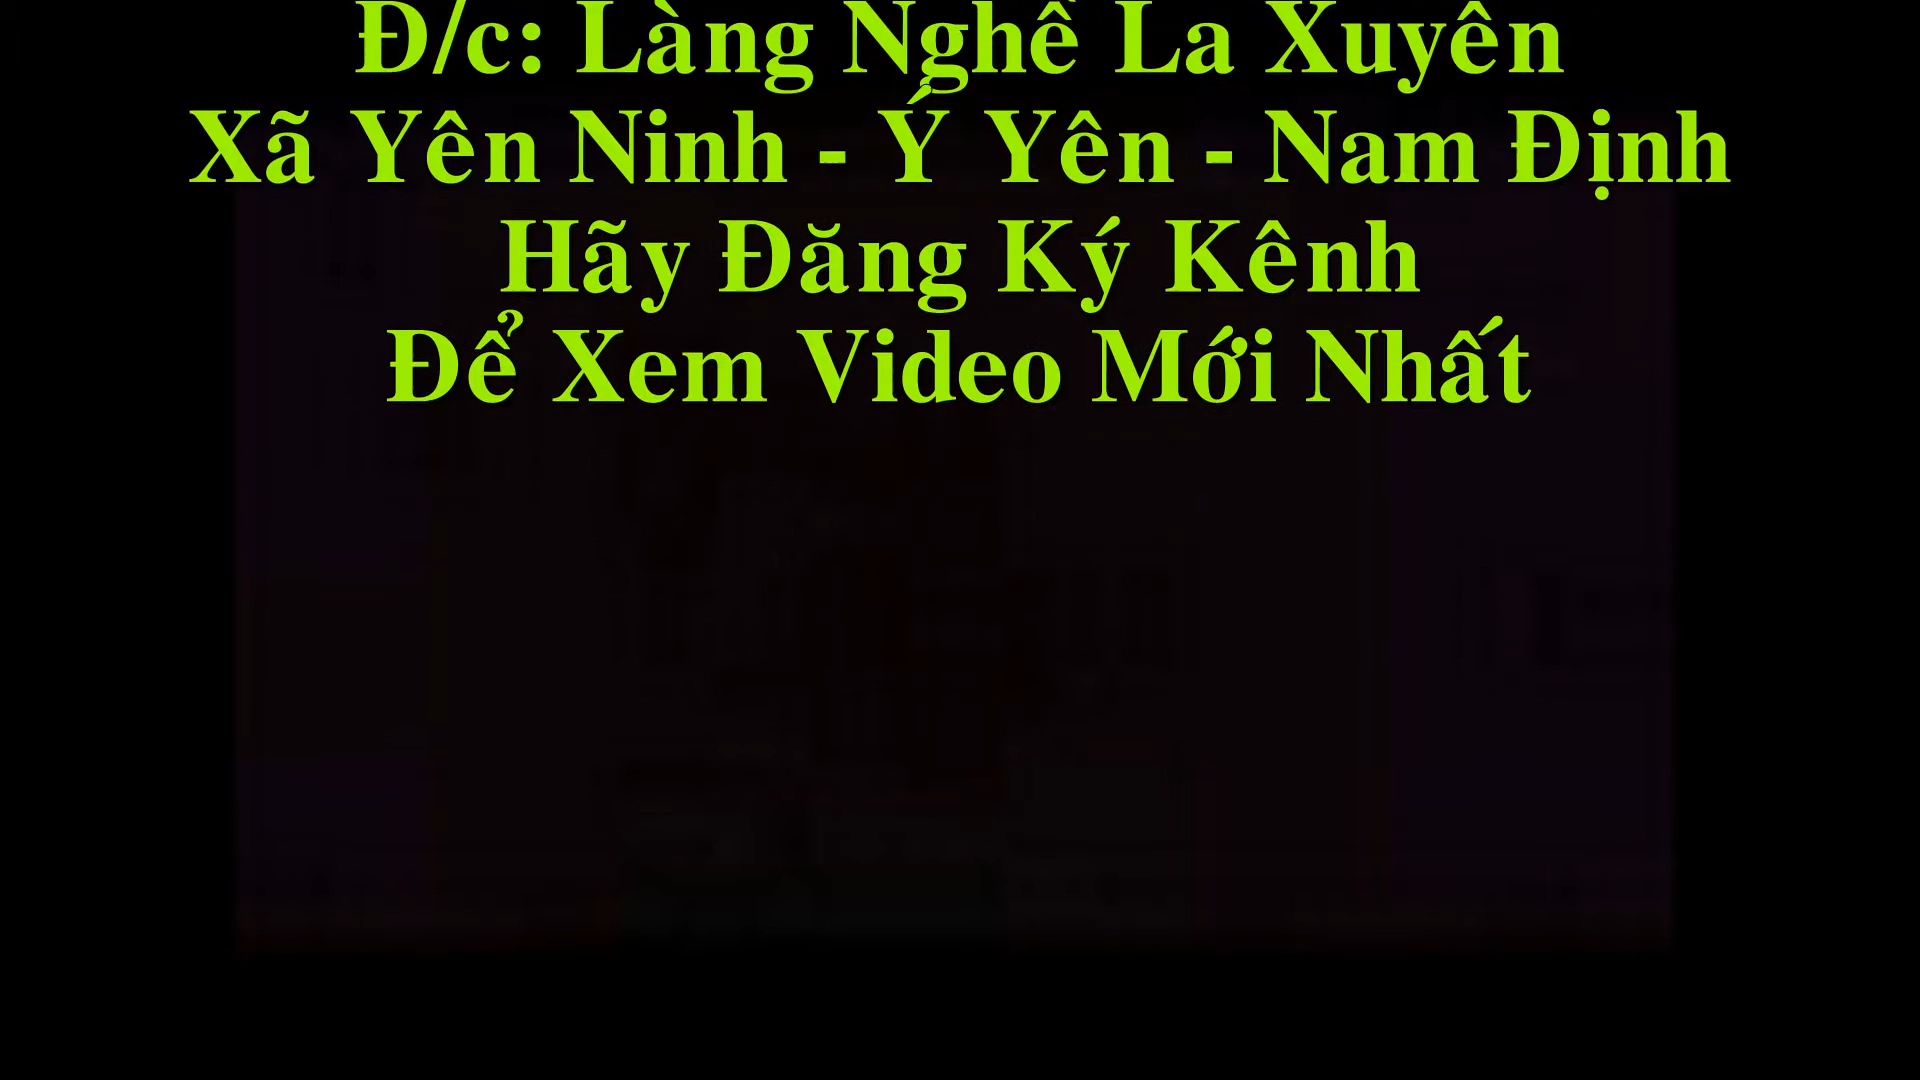 Đ/c: Làng Nghề La Xuyên
Xã Yên Ninh - Ý Yên - Nam Định
Hãy Đăng Ký Kênh
Để Xem Video Mới Nhất